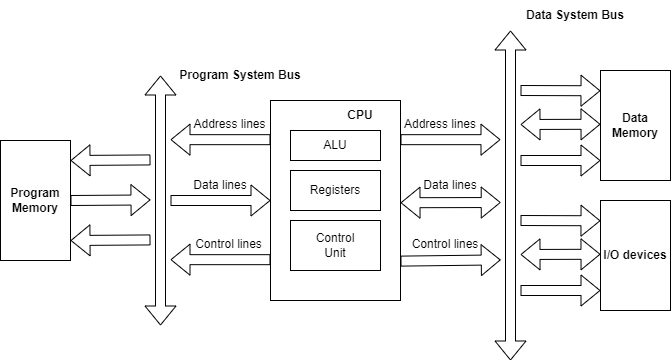 Data System Bus
Program System Bus
CPU
Address lines
Address lines
ALU
Data
Memory
Program
Memory
Data lines
Registers
Data lines
Control lines
Control
Unit
Control lines
I/O devices